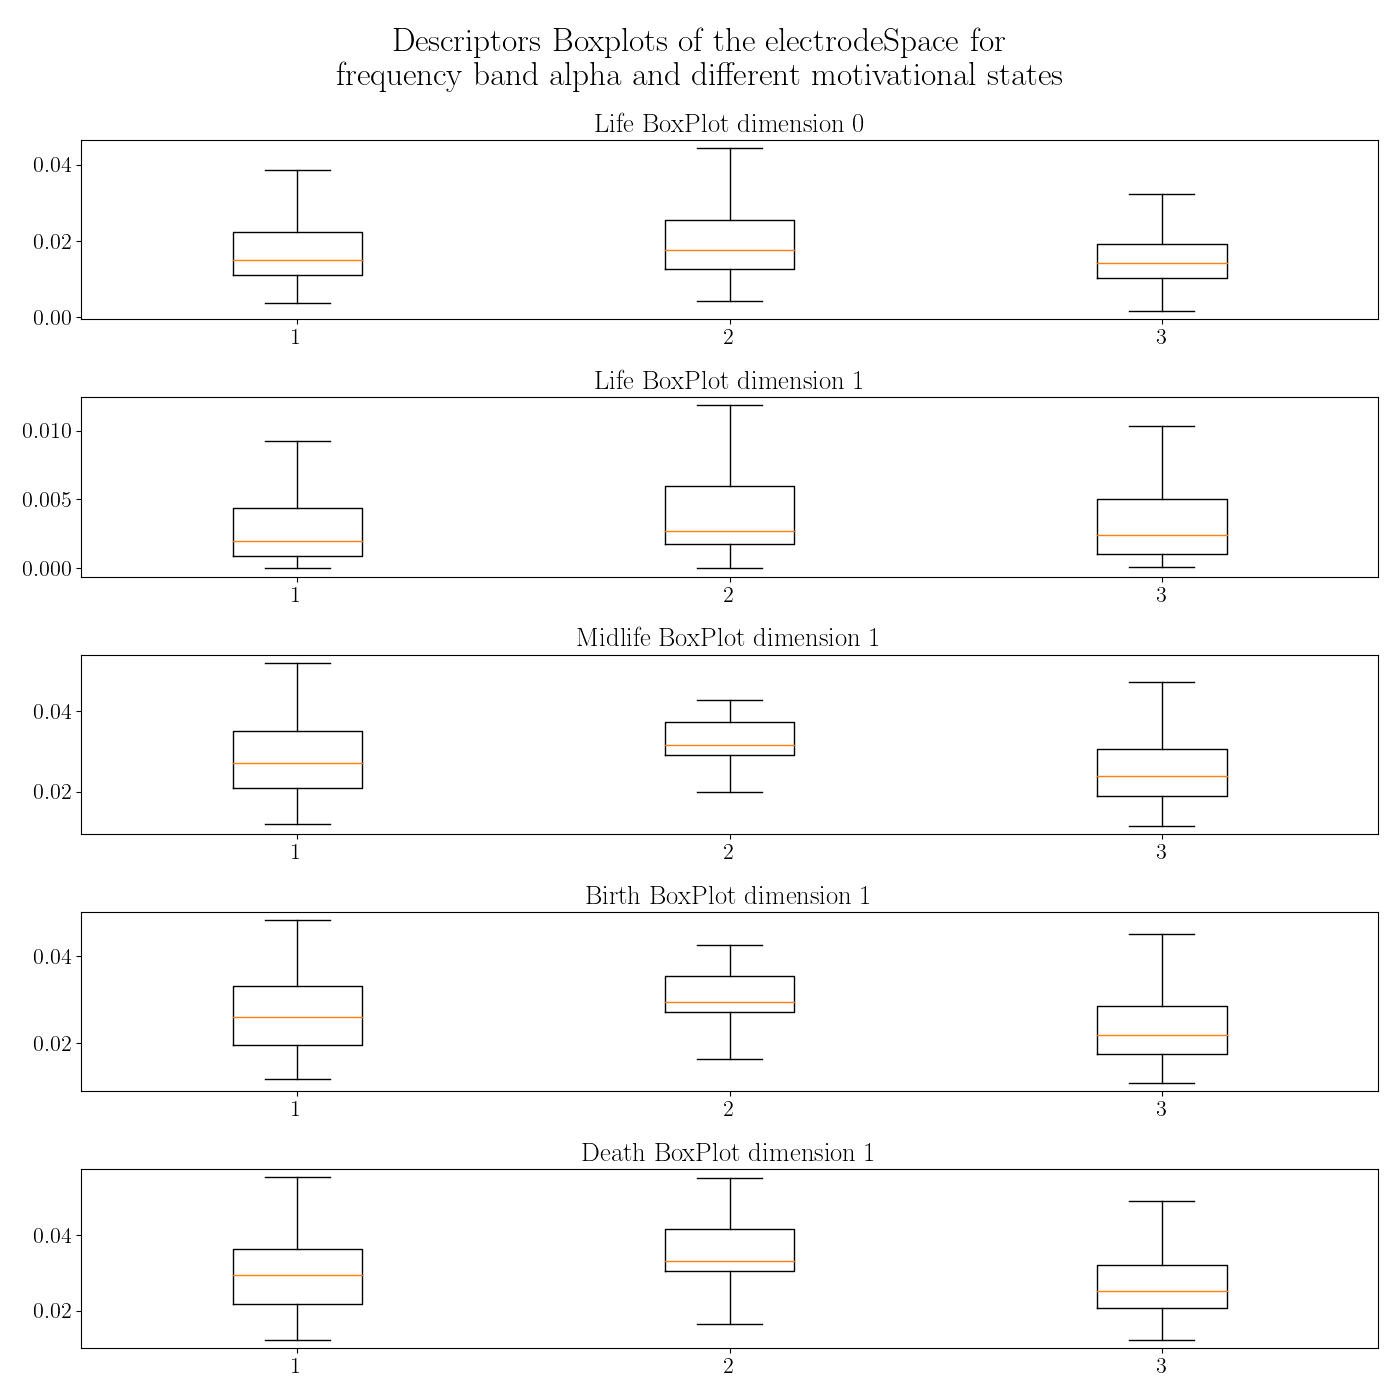 Descriptors Boxplots of the electrodeSpace for
frequency band alpha and different motivational states
Life BoxPlot dimension 0
0.04
0.02
0.00
1 2 3
Life BoxPlot dimension 1
0.010
0.005
0.000
1 2 3
Midlife BoxPlot dimension 1
0.04
0.02
1 2 3
Birth BoxPlot dimension 1
0.04
0.02
1 2 3
Death BoxPlot dimension 1
0.04
0.02
1 2 3